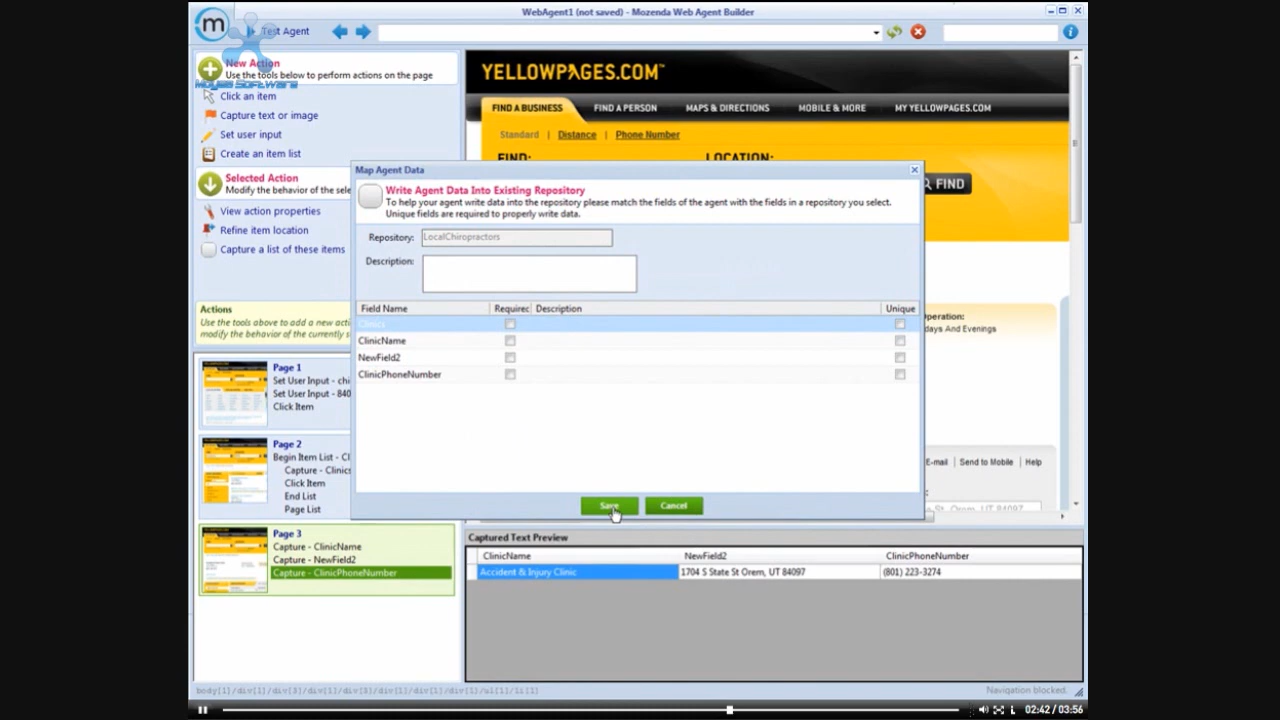 WebAgent1 (not saved) - Mozenda Web Agent Builder
m
Test Agent
New Action
Use the tools below to perform actions on the page
Moyea Software
Click an item
Capture text or image
Set user input
Create an item list
Selected Action
Modify the behavior of the sele
View action properties
Refine item location
Capture a list of these items
Actions
Use the tools above to add a new acti
modify the behavior of the currently s
Page 1
Set User Input - chi
Set User Input - 840
Click Item
Page 2
Begin Item List - Cl
Capture - Clinics
Click Item
End List
Page List
Page 3
Capture - ClinicName
Capture - NewField2
Capture - ClinicPhoneNumber
YELLOWPAGES.COM™
FIND A BUSINESS FIND A PERSON MAPS & DIRECTIONS MOBILE & MORE MY YELLOWPAGES.COM
Standard | Distance | Phone Number
FIND: LOCATION:
FIND
Map Agent Data
Write Agent Data Into Existing Repository
To help your agent write data into the repository please match the fields of the agent with the fields in a repository you select.
Unique fields are required to properly write data.
Repository: LocalChiropractors
Description:
Field Name Required Description Unique
Clinics
ClinicName
NewField2
ClinicPhoneNumber
Save Cancel
Operation:
days And Evenings
E-mail | Send to Mobile | Help
St, Orem, UT 84097
Captured Text Preview
ClinicName NewField2 ClinicPhoneNumber
Accident & Injury Clinic 1704 S State St Orem, UT 84097 (801) 223-3274
Navigation blocked.
02:42 / 03:56